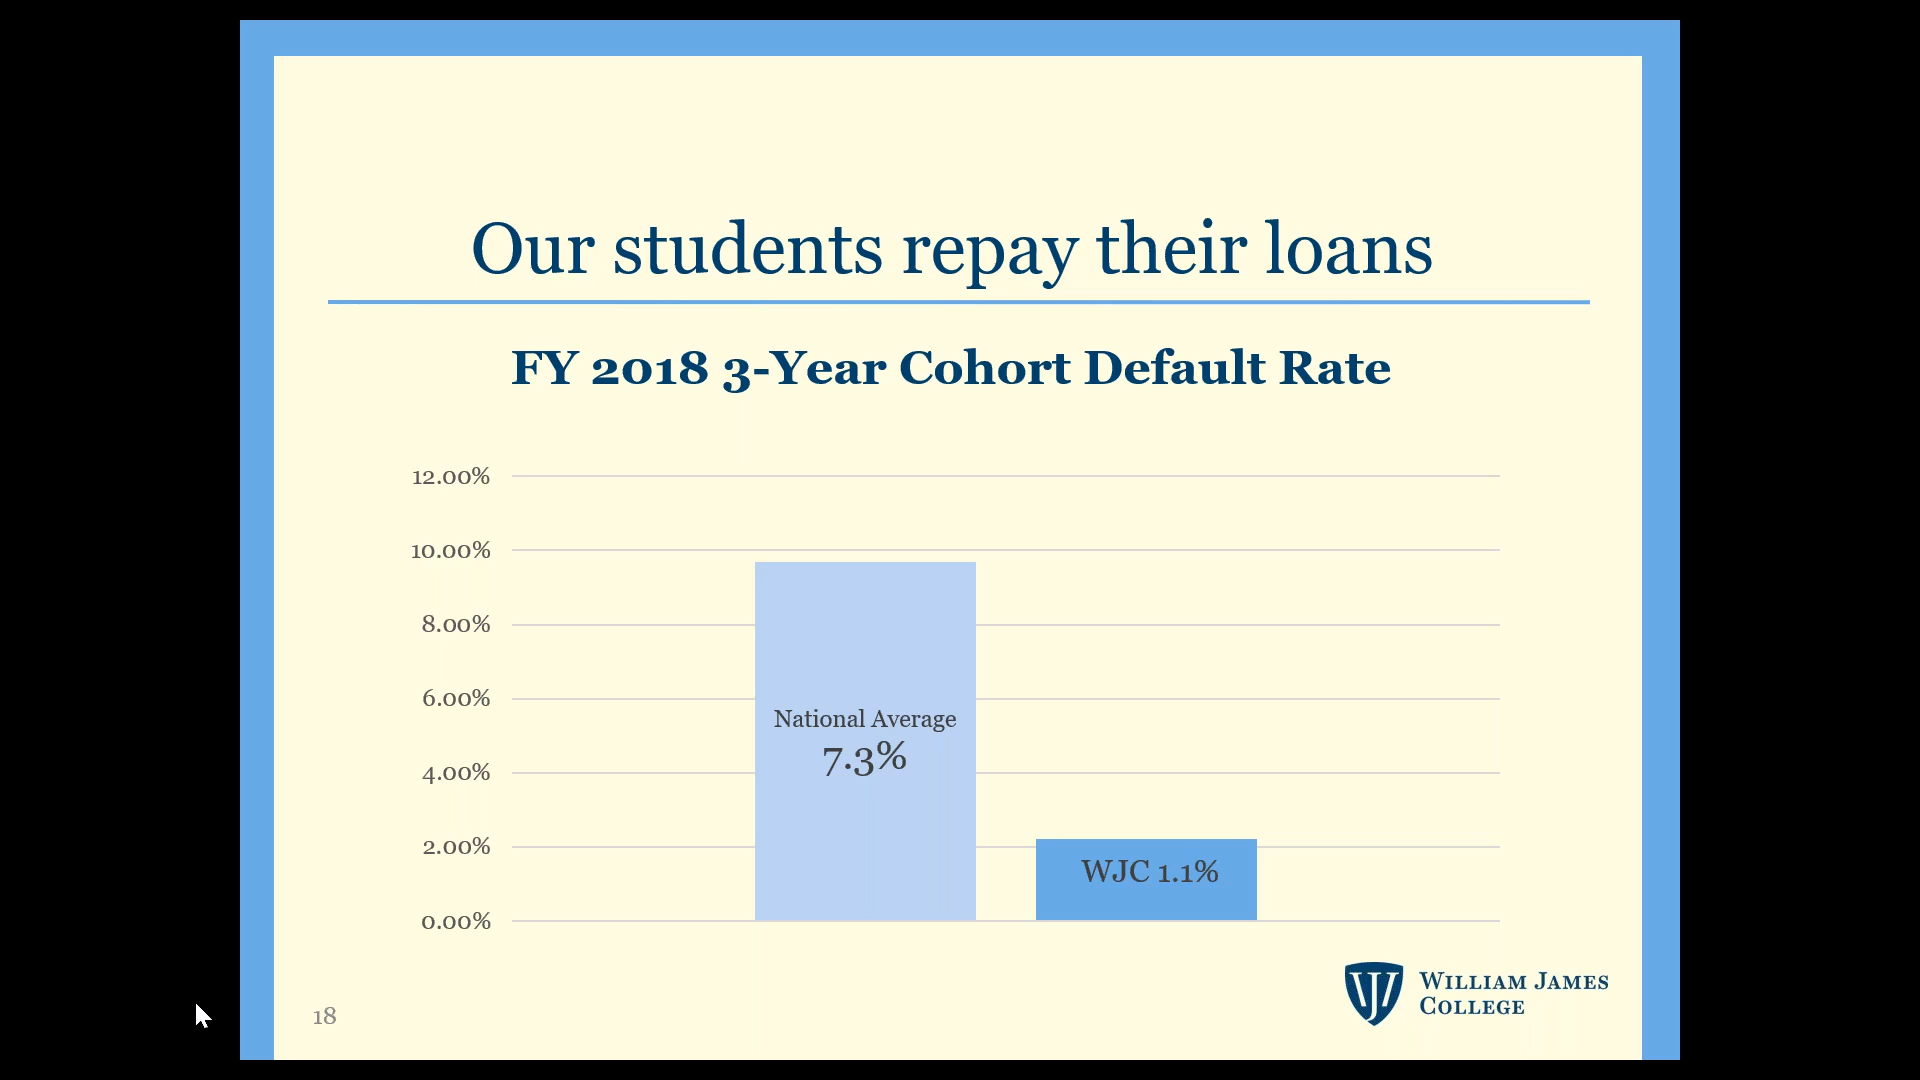 Our students repay their loans
FY 2018 3-Year Cohort Default Rate
12.00%
10.00%
8.00%
6.00%
4.00%
2.00%
0.00%
National Average
7.3%
WJC 1.1%
18
WILLIAM JAMES
COLLEGE